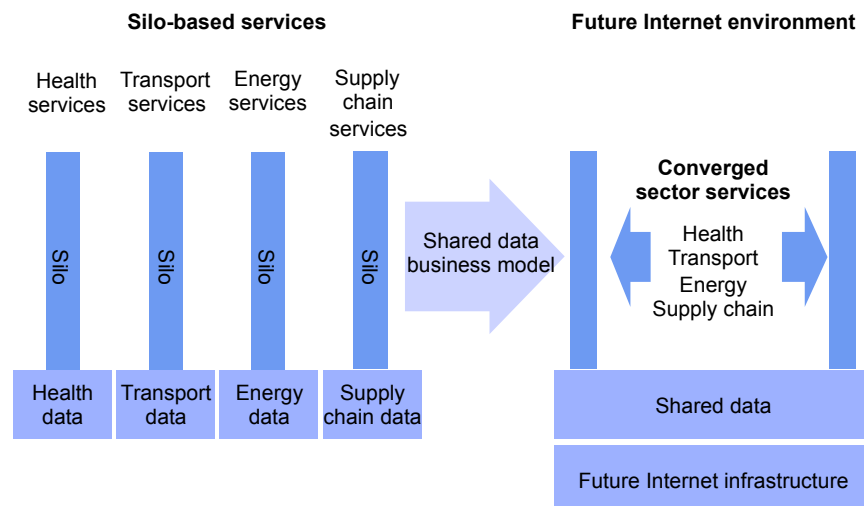 Silo-based services
Future Internet environment
Health
services
Transport
services
Energy
services
Supply
chain
services
Silo
Silo
Silo
Silo
Health
data
Transport
data
Energy
data
Supply
chain data
Shared data
business model
Converged
sector services
Health
Transport
Energy
Supply chain
Shared data
Future Internet infrastructure